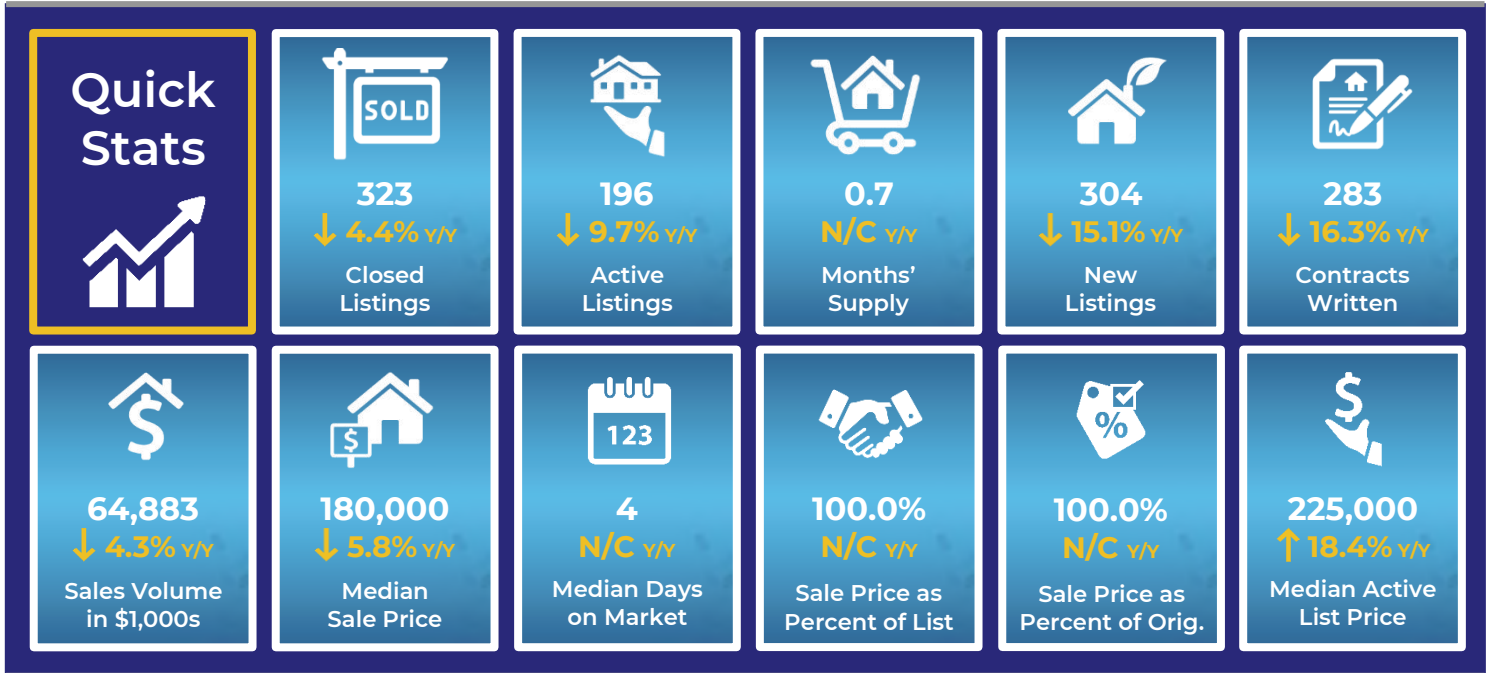 Quick
Stats
SOLD
323
↓ 4.4% Y/Y
Closed
Listings
196
↓ 9.7% Y/Y
Active
Listings
0.7
N/C Y/Y
Months’
Supply
304
↓ 15.1% Y/Y
New
Listings
283
↓ 16.3% Y/Y
Contracts
Written
$
64,883
↓ 4.3% Y/Y
Sales Volume
in $1,000s
$
180,000
↓ 5.8% Y/Y
Median
Sale Price
123
4
N/C Y/Y
Median Days
on Market
100.0%
N/C Y/Y
Sale Price as
Percent of List
%
100.0%
N/C Y/Y
Sale Price as
Percent of Orig.
$
225,000
↑ 18.4% Y/Y
Median Active
List Price